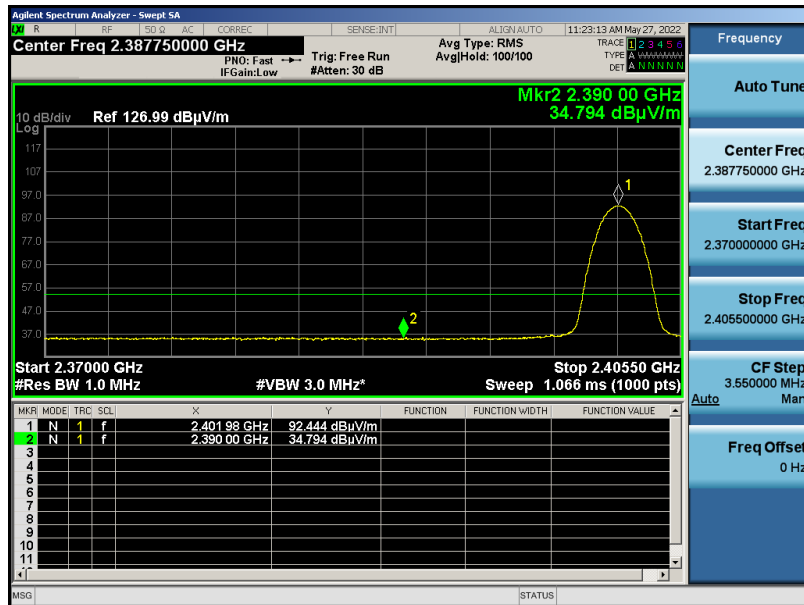 Agilent Spectrum Analyzer - Swept SA
LXI R RF 50 Ω AC CORREC SENSE:INT ALIGN AUTO 11:23:13 AM May 27, 2022
Center Freq 2.387750000 GHz
PNO: Fast
IFGain:Low
Trig: Free Run
#Atten: 30 dB
Avg Type: RMS
Avg|Hold: 100/100
TRACE 1 2 3 4 5 6
TYPE A
DET A N N N N N
Mkr2 2.390 00 GHz
34.794 dBµV/m
10 dB/div Ref 126.99 dBµV/m
Log
117
107
97.0
87.0
77.0
67.0
57.0
47.0
37.0
1
2
Start 2.37000 GHz Stop 2.40550 GHz
#Res BW 1.0 MHz #VBW 3.0 MHz* Sweep 1.066 ms (1000 pts)
MKR MODE TRC SCL X Y FUNCTION FUNCTION WIDTH FUNCTION VALUE
1 N 1 f 2.401 98 GHz 92.444 dBµV/m
2 N 1 f 2.390 00 GHz 34.794 dBµV/m
3
4
5
6
7
8
9
10
11
MSG STATUS
Frequency
Auto Tune
Center Freq
2.387750000 GHz
Start Freq
2.370000000 GHz
Stop Freq
2.405500000 GHz
CF Step
3.550000 MHz
Auto Man
Freq Offset
0 Hz